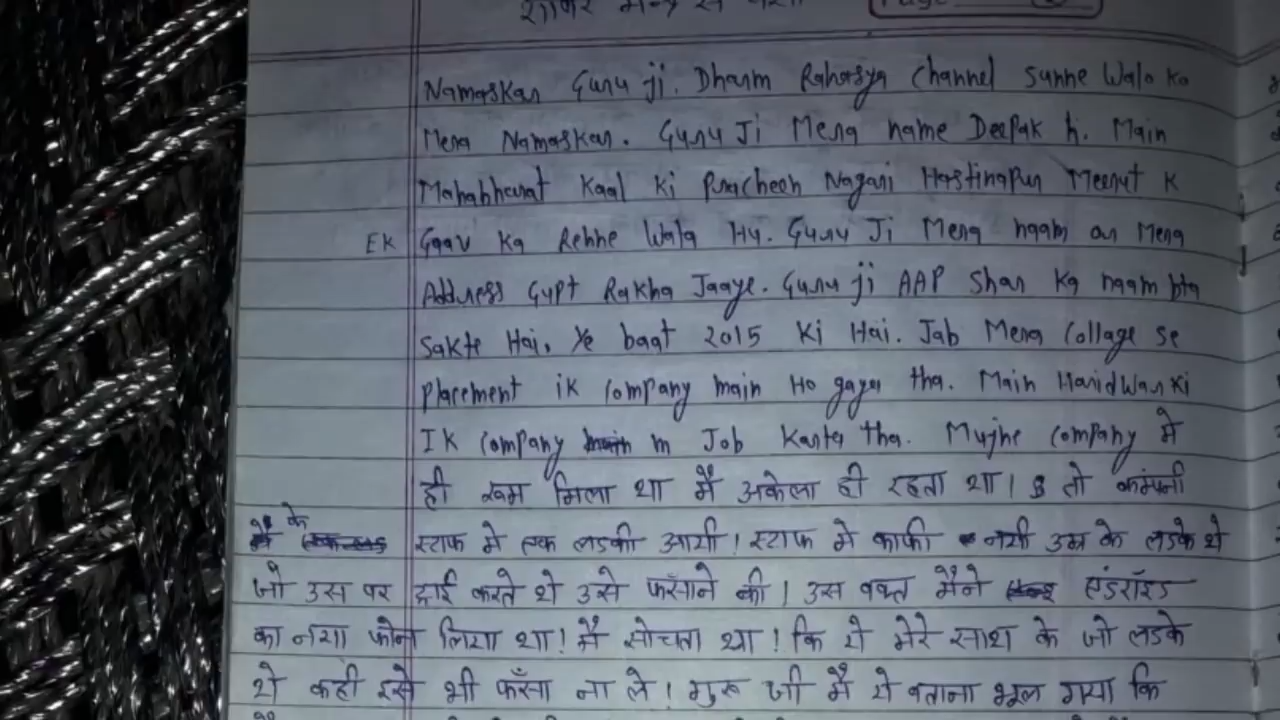 शाबर मन्त्र से
Page
Namaskar Guru ji. Dharm Rahasya Channel Sunne Walo ko
Mera Namaskar. Guru Ji Mera name Deepak h. Main
Mahabharat Kaal Ki Pracheen Nagari Hastinapur Meerut K
EK Gaav Ka Rehne Wala Hu. Guru Ji Mera naam or Mera
Address Gupt Rakha Jaaye. Guru ji AAP Shar Ka naam bta
Sakte Hai. Ye baat 2015 Ki Hai. Jab Mera Collage se
Placement ik Company main Ho gaya tha. Main Haridwar Ki
IK Company m Job Karta tha. Mujhe Company मे
ही रूम मिला था मैं अकेला ही रहता था। तो कंम्पनी
के स्टाफ मे एक लडकी आयी। स्टाफ मे काफी नयी उम्र के लडके थे
जो उस पर ट्राई करते थे उसे फसाँने की। उस वक्त मैंने एंडरॉइड
का नया फोन लिया था! मैं सोचता था! कि ये मेरे साथ के जो लडके
थे कही इसे भी फँसा ना ले। गुरू जी मैं ये बताना भूल गया कि